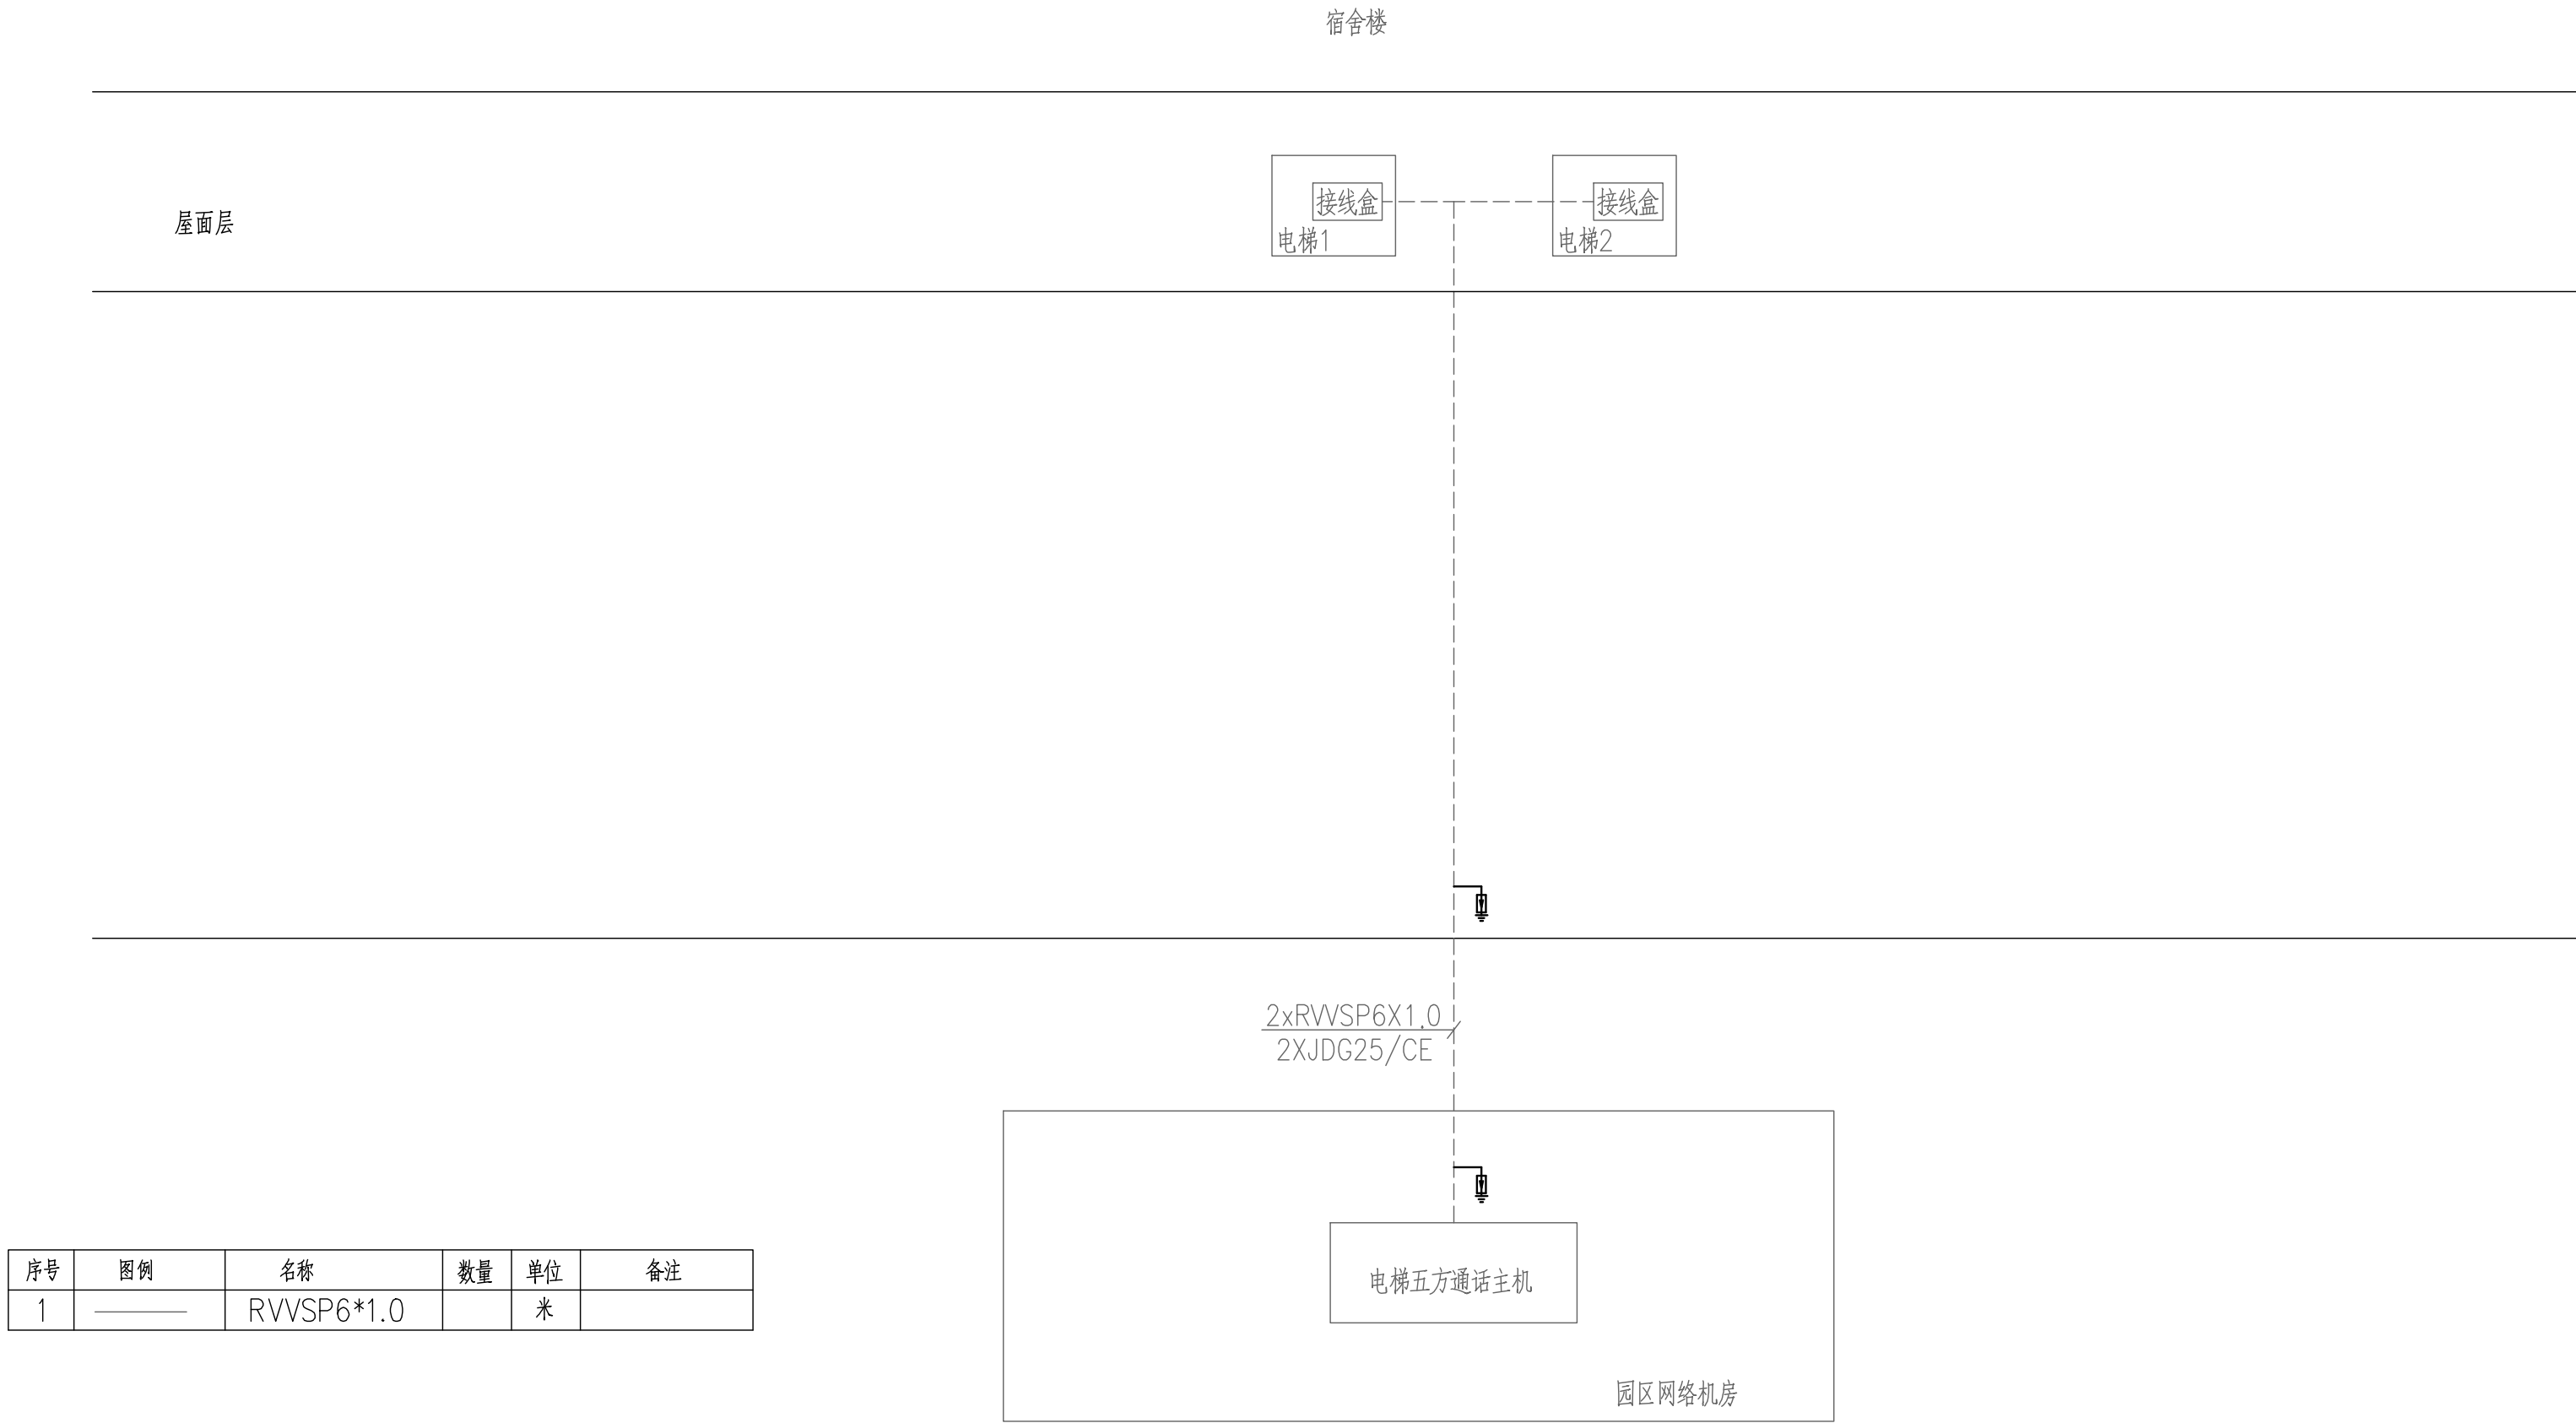 宿舍楼
屋面层
接线盒
电梯1
接线盒
电梯2
2xRVVSP6X1.0
2XJDG25/CE
电梯五方通话主机
园区网络机房
序号 图例 名称 数量 单位 备注
1 RVVSP6*1.0 米